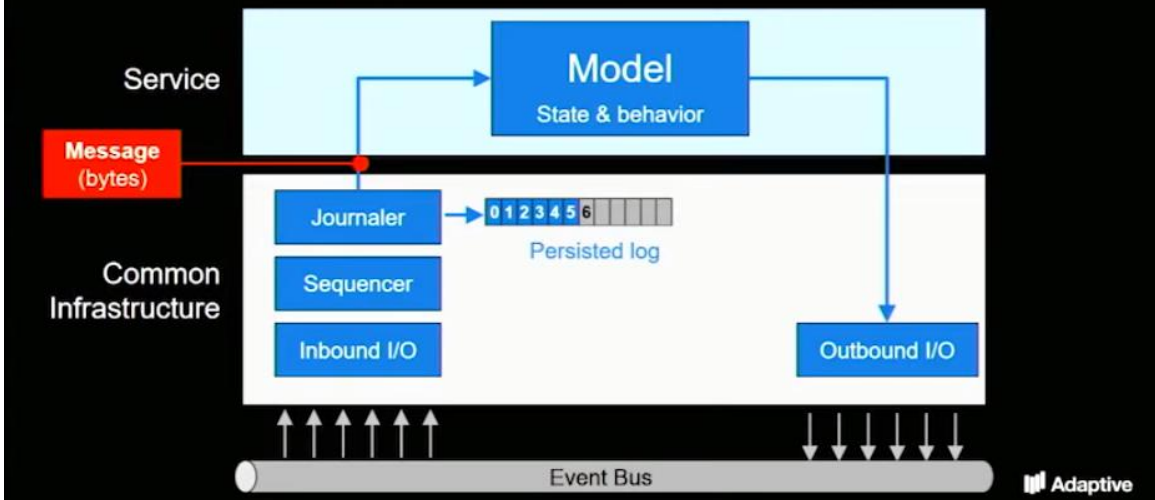 Service
Model
State & behavior
Message
(bytes)
Journaler
0 1 2 3 4 5 6
Persisted log
Common
Infrastructure
Sequencer
Inbound I/O
Outbound I/O
Event Bus
Adaptive